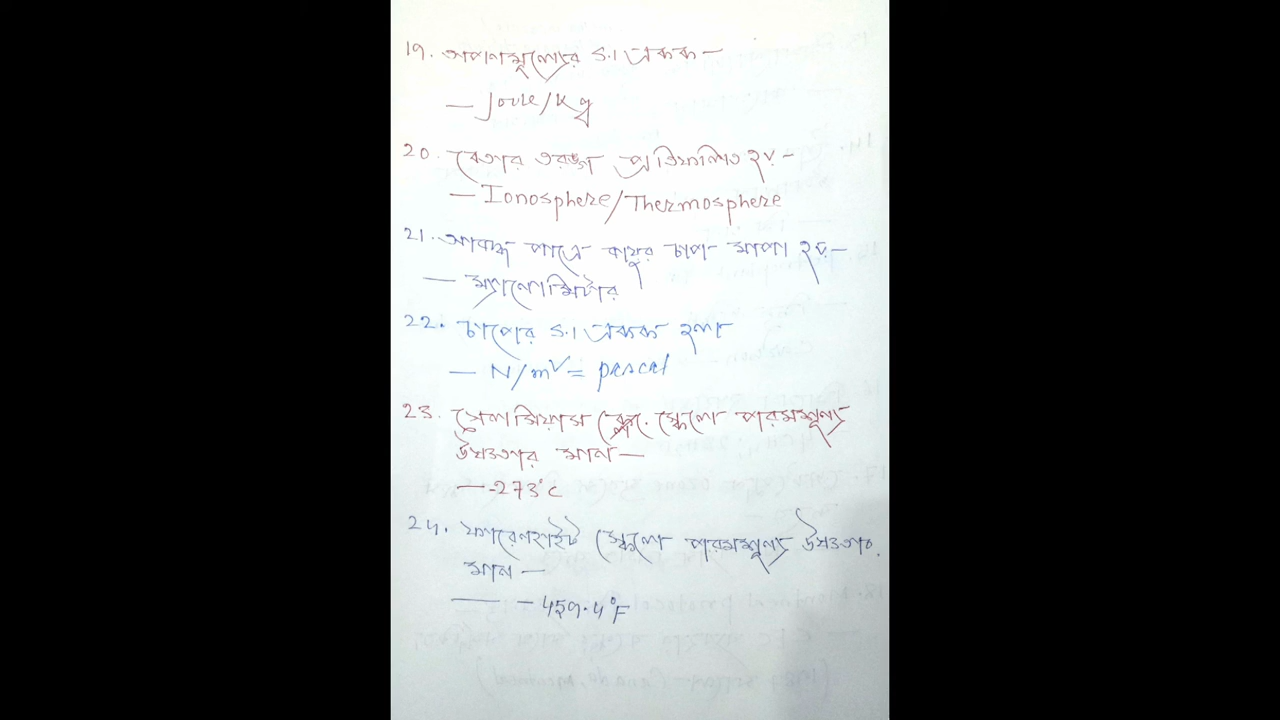 19. তাপনমূল্যের S.I একক —
— Joule/Kg
20. বেতার তরঙ্গ প্রতিফলিত হয় -
— Ionosphere/Thermosphere
21. আবদ্ধ পাত্রে বায়ুর চাপ মাপা হয় —
— ম্যানোমিটার
22. চাপের S.I একক হলো
— N/m² = pascal
23. সেলসিয়াস স্কেলে পরমশূন্য
উষ্ণতার মান —
— -273°C
24. ফারেনহাইট স্কেলে পরমশূন্য উষ্ণতার
মান —
— - 459.4°F